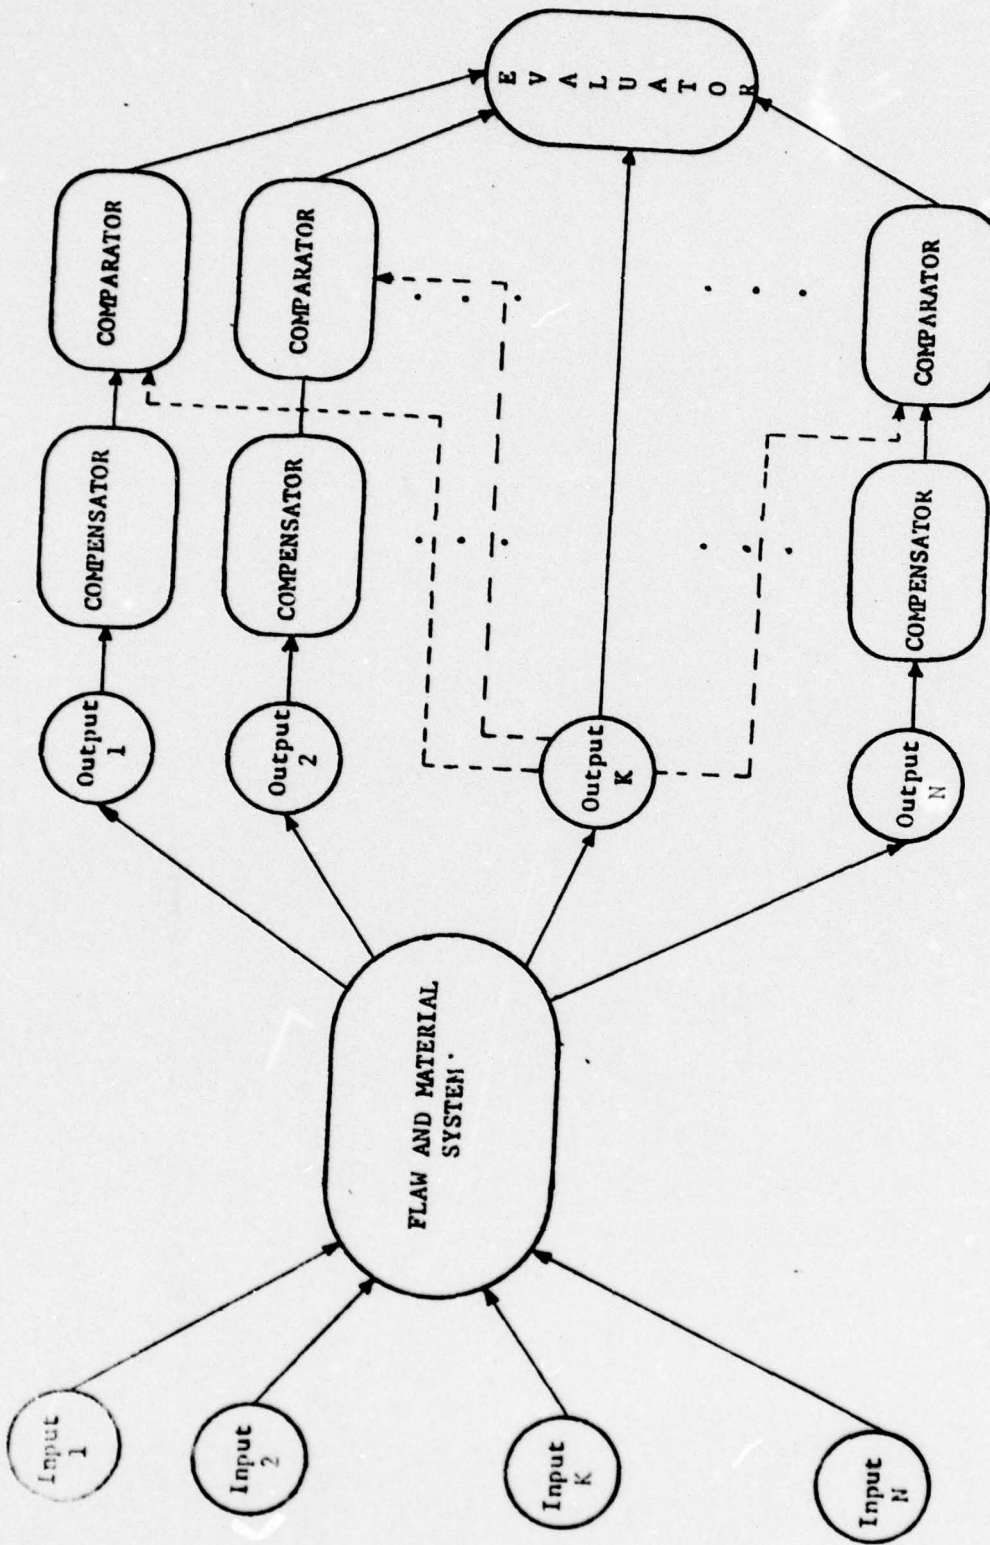 Input
1
Input
2
Input
K
Input
N
FLAW AND MATERIAL
SYSTEM
Output
1
Output
2
Output
K
Output
N
COMPENSATOR
COMPENSATOR
COMPENSATOR
COMPARATOR
COMPARATOR
COMPARATOR
EVALUATOR